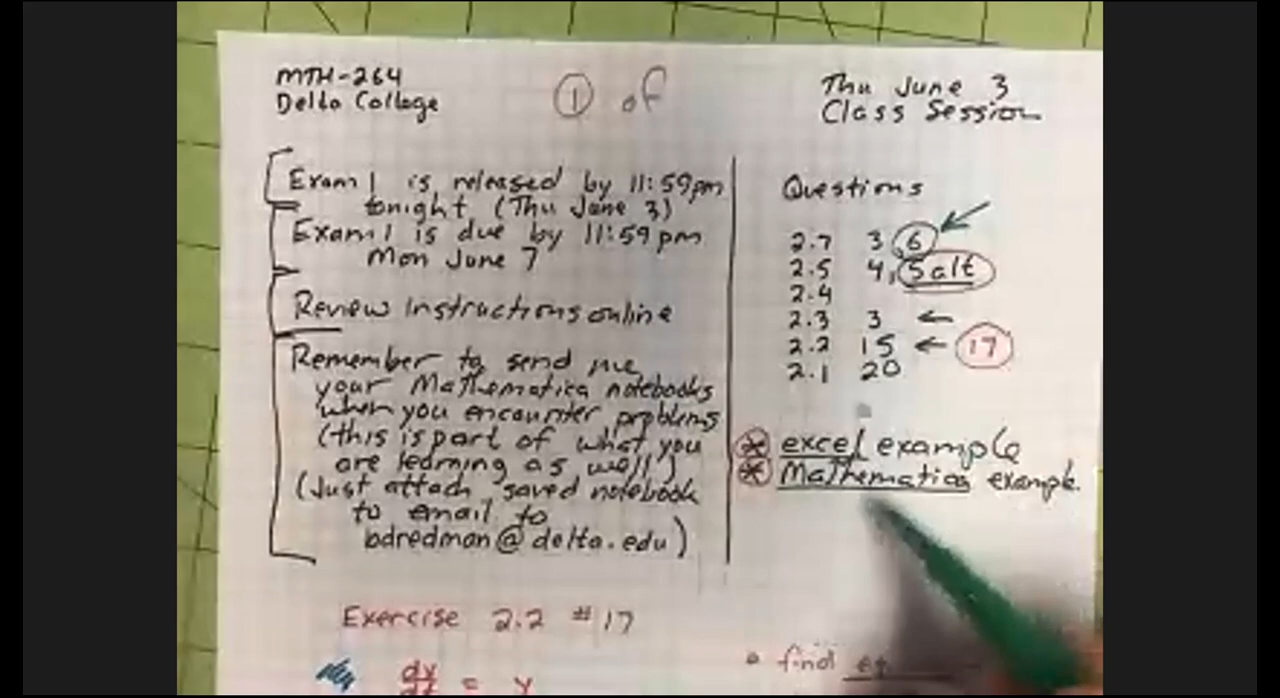 MTH-264
Delta College
1 of
Thu June 3
Class Session
Exam 1 is released by 11:59pm
tonight (Thu June 3)
Exam 1 is due by 11:59pm
Mon June 7
Review instructions online
Remember to send me
your Mathematica notebooks
when you encounter problems
(this is part of what you
are learning as well)
(Just attach saved notebook
to email to
bdredman@delta.edu)
Questions
2.7 3, 6
2.5 4, Salt
2.4
2.3 3 ←
2.2 15 ← 17
2.1 20
* excel example
* Mathematica example
Exercise 2.2 #17
dy/dt = y
• find eq